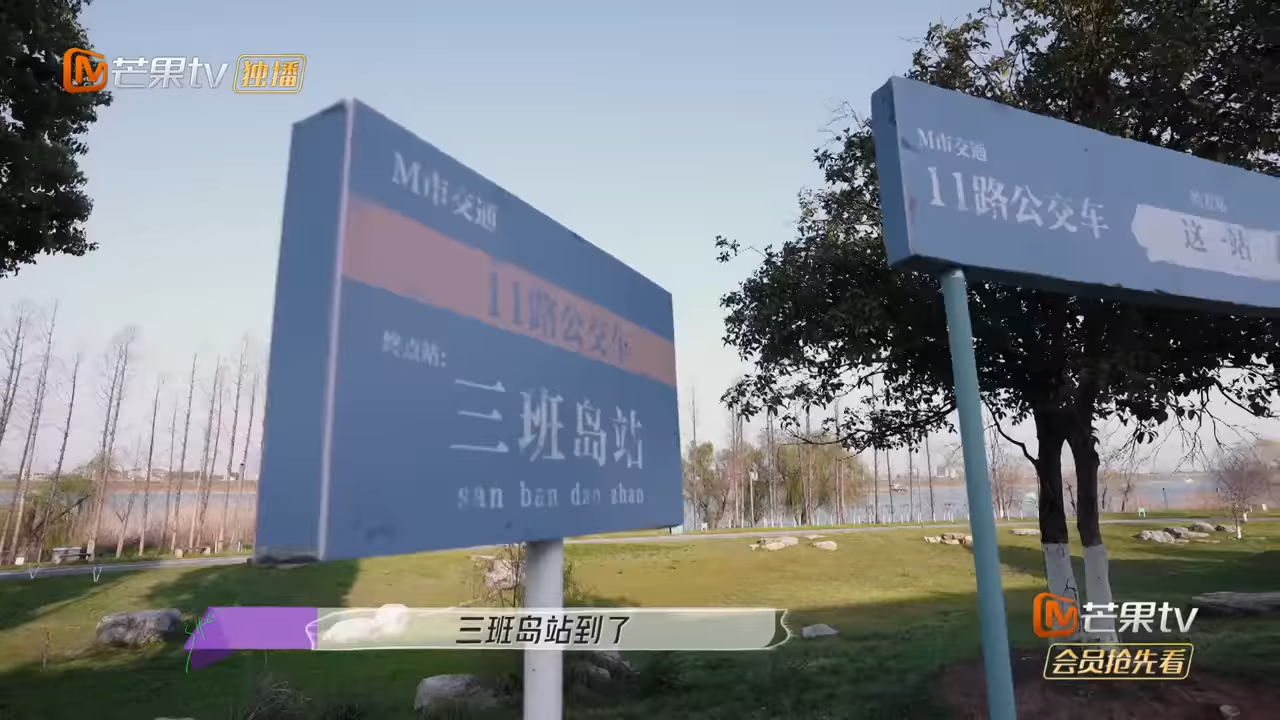 芒果tv 独播
M市交通
11路公交车
终点站:
三班岛站
san ban dao zhan
M市交通
11路公交车
这一站
三班岛站到了
芒果tv
会员抢先看